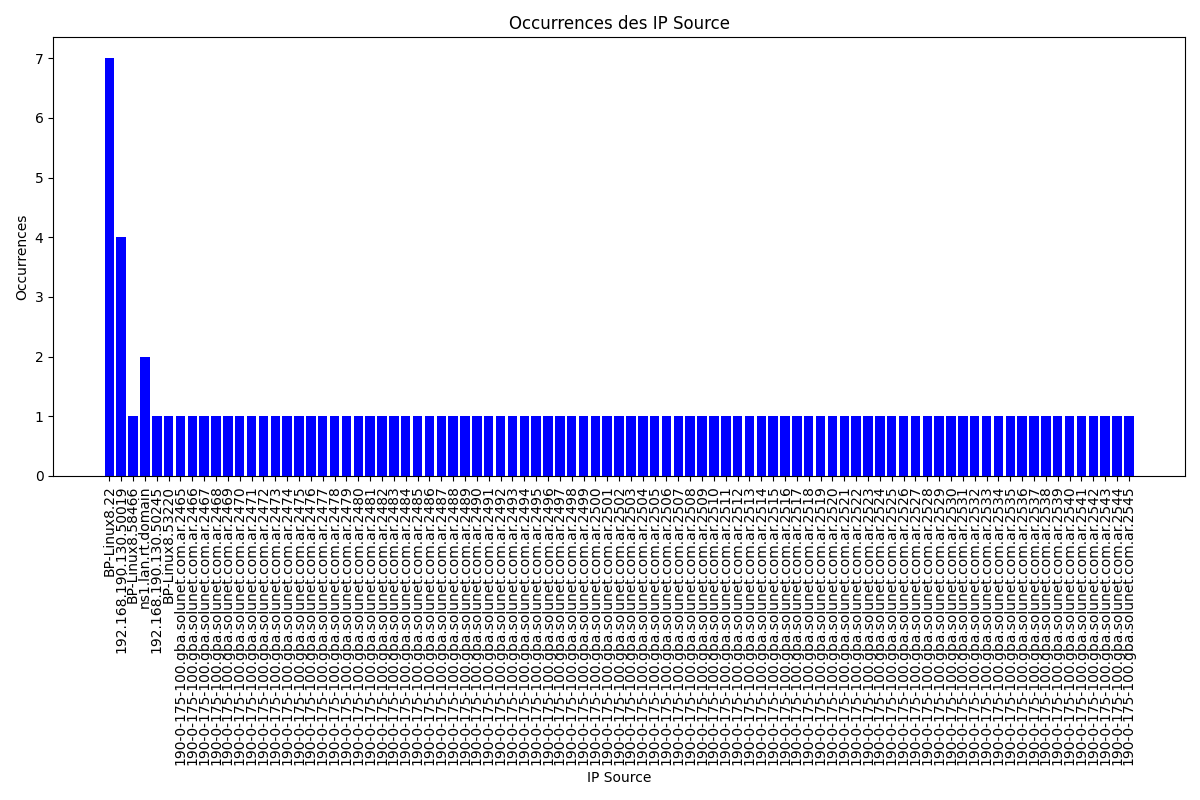 Occurrences des IP Source
Occurrences
7
6
5
4
3
2
1
0
BP-Linux8.22
192.168.190.130.50019
BP-Linux8.58466
ns1.lan.rt.domain
192.168.190.130.50245
BP-Linux8.53220
190-0-175-100.gba.solunet.com.ar.2465
190-0-175-100.gba.solunet.com.ar.2466
190-0-175-100.gba.solunet.com.ar.2467
190-0-175-100.gba.solunet.com.ar.2468
190-0-175-100.gba.solunet.com.ar.2469
190-0-175-100.gba.solunet.com.ar.2470
190-0-175-100.gba.solunet.com.ar.2471
190-0-175-100.gba.solunet.com.ar.2472
190-0-175-100.gba.solunet.com.ar.2473
190-0-175-100.gba.solunet.com.ar.2474
190-0-175-100.gba.solunet.com.ar.2475
190-0-175-100.gba.solunet.com.ar.2476
190-0-175-100.gba.solunet.com.ar.2477
190-0-175-100.gba.solunet.com.ar.2478
190-0-175-100.gba.solunet.com.ar.2479
190-0-175-100.gba.solunet.com.ar.2480
190-0-175-100.gba.solunet.com.ar.2481
190-0-175-100.gba.solunet.com.ar.2482
190-0-175-100.gba.solunet.com.ar.2483
190-0-175-100.gba.solunet.com.ar.2484
190-0-175-100.gba.solunet.com.ar.2485
190-0-175-100.gba.solunet.com.ar.2486
190-0-175-100.gba.solunet.com.ar.2487
190-0-175-100.gba.solunet.com.ar.2488
190-0-175-100.gba.solunet.com.ar.2489
190-0-175-100.gba.solunet.com.ar.2490
190-0-175-100.gba.solunet.com.ar.2491
190-0-175-100.gba.solunet.com.ar.2492
190-0-175-100.gba.solunet.com.ar.2493
190-0-175-100.gba.solunet.com.ar.2494
190-0-175-100.gba.solunet.com.ar.2495
190-0-175-100.gba.solunet.com.ar.2496
190-0-175-100.gba.solunet.com.ar.2497
190-0-175-100.gba.solunet.com.ar.2498
190-0-175-100.gba.solunet.com.ar.2499
190-0-175-100.gba.solunet.com.ar.2500
190-0-175-100.gba.solunet.com.ar.2501
190-0-175-100.gba.solunet.com.ar.2502
190-0-175-100.gba.solunet.com.ar.2503
190-0-175-100.gba.solunet.com.ar.2504
190-0-175-100.gba.solunet.com.ar.2505
190-0-175-100.gba.solunet.com.ar.2506
190-0-175-100.gba.solunet.com.ar.2507
190-0-175-100.gba.solunet.com.ar.2508
190-0-175-100.gba.solunet.com.ar.2509
190-0-175-100.gba.solunet.com.ar.2510
190-0-175-100.gba.solunet.com.ar.2511
190-0-175-100.gba.solunet.com.ar.2512
190-0-175-100.gba.solunet.com.ar.2513
190-0-175-100.gba.solunet.com.ar.2514
190-0-175-100.gba.solunet.com.ar.2515
190-0-175-100.gba.solunet.com.ar.2516
190-0-175-100.gba.solunet.com.ar.2517
190-0-175-100.gba.solunet.com.ar.2518
190-0-175-100.gba.solunet.com.ar.2519
190-0-175-100.gba.solunet.com.ar.2520
190-0-175-100.gba.solunet.com.ar.2521
190-0-175-100.gba.solunet.com.ar.2522
190-0-175-100.gba.solunet.com.ar.2523
190-0-175-100.gba.solunet.com.ar.2524
190-0-175-100.gba.solunet.com.ar.2525
190-0-175-100.gba.solunet.com.ar.2526
190-0-175-100.gba.solunet.com.ar.2527
190-0-175-100.gba.solunet.com.ar.2528
190-0-175-100.gba.solunet.com.ar.2529
190-0-175-100.gba.solunet.com.ar.2530
190-0-175-100.gba.solunet.com.ar.2531
190-0-175-100.gba.solunet.com.ar.2532
190-0-175-100.gba.solunet.com.ar.2533
190-0-175-100.gba.solunet.com.ar.2534
190-0-175-100.gba.solunet.com.ar.2535
190-0-175-100.gba.solunet.com.ar.2536
190-0-175-100.gba.solunet.com.ar.2537
190-0-175-100.gba.solunet.com.ar.2538
190-0-175-100.gba.solunet.com.ar.2539
190-0-175-100.gba.solunet.com.ar.2540
190-0-175-100.gba.solunet.com.ar.2541
190-0-175-100.gba.solunet.com.ar.2542
190-0-175-100.gba.solunet.com.ar.2543
190-0-175-100.gba.solunet.com.ar.2544
190-0-175-100.gba.solunet.com.ar.2545
IP Source